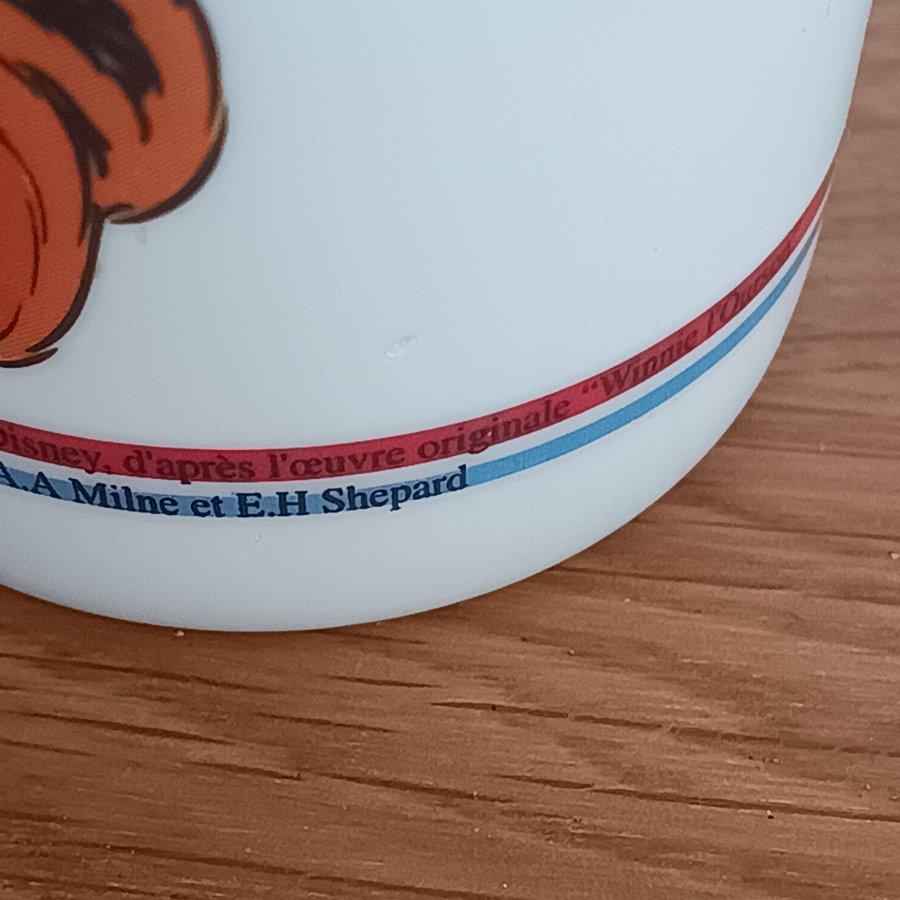 Disney, d'après l'œuvre originale “Winnie l'Ourson
A.A Milne et E.H Shepard